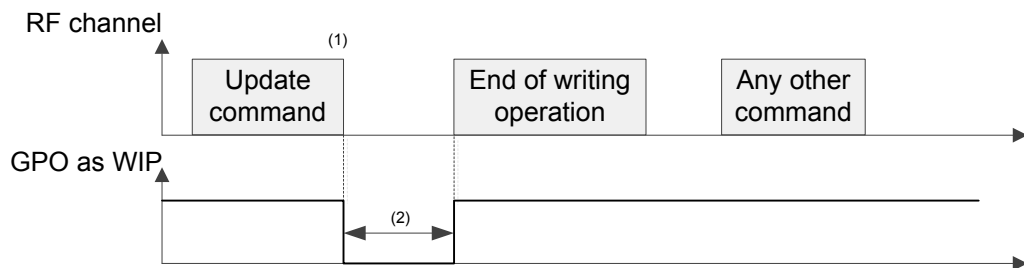 RF channel
(1)
Update
command
End of writing
operation
Any other
command
GPO as WIP
(2)